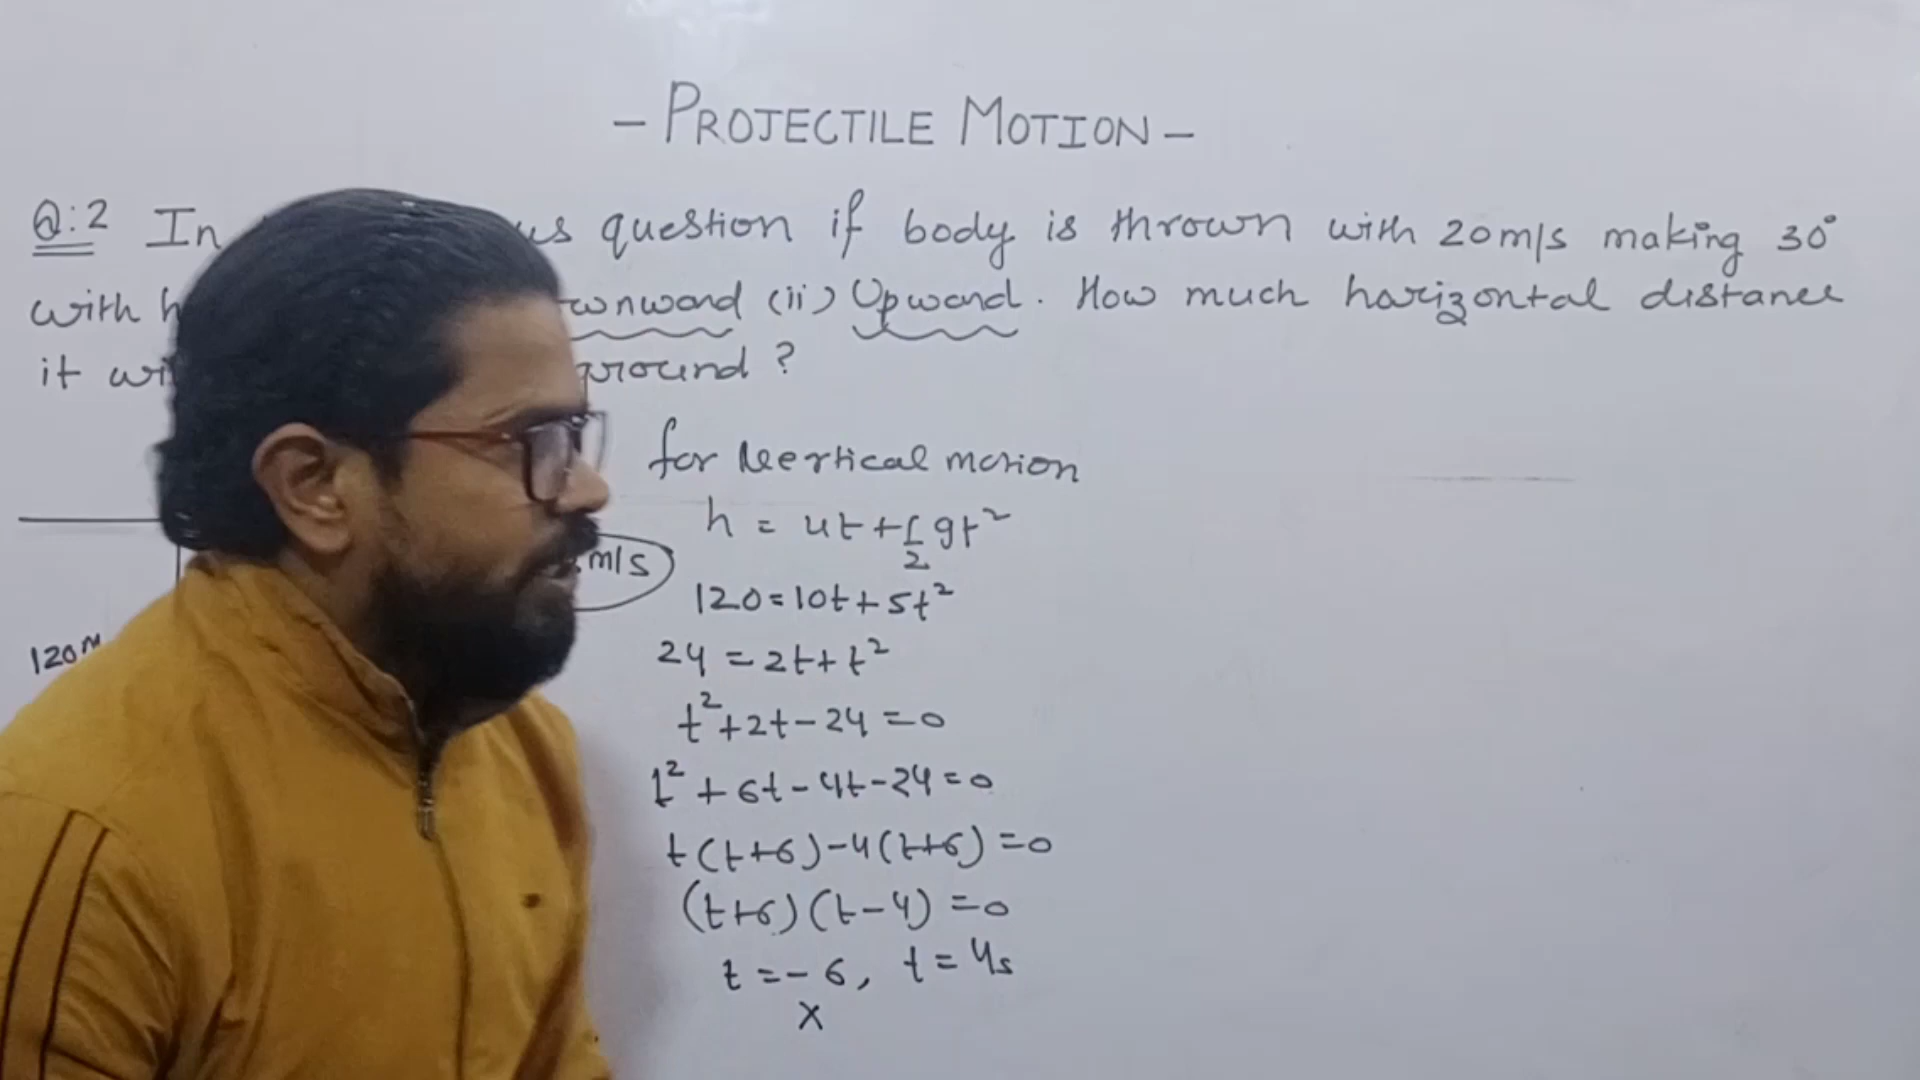 - PROJECTILE MOTION -
Q:2 In question if body is thrown with 20m/s making 30°
with (ii) Upward. How much horizontal distance
it ground ?
for vertical motion
h = ut + 1/2 gt²
m/s
120 = 10t + 5t²
120M
24 = 2t + t²
t² + 2t - 24 = 0
t² + 6t - 4t - 24 = 0
t(t+6) - 4(t+6) = 0
(t+6)(t-4) = 0
t = -6, t = 4s
X